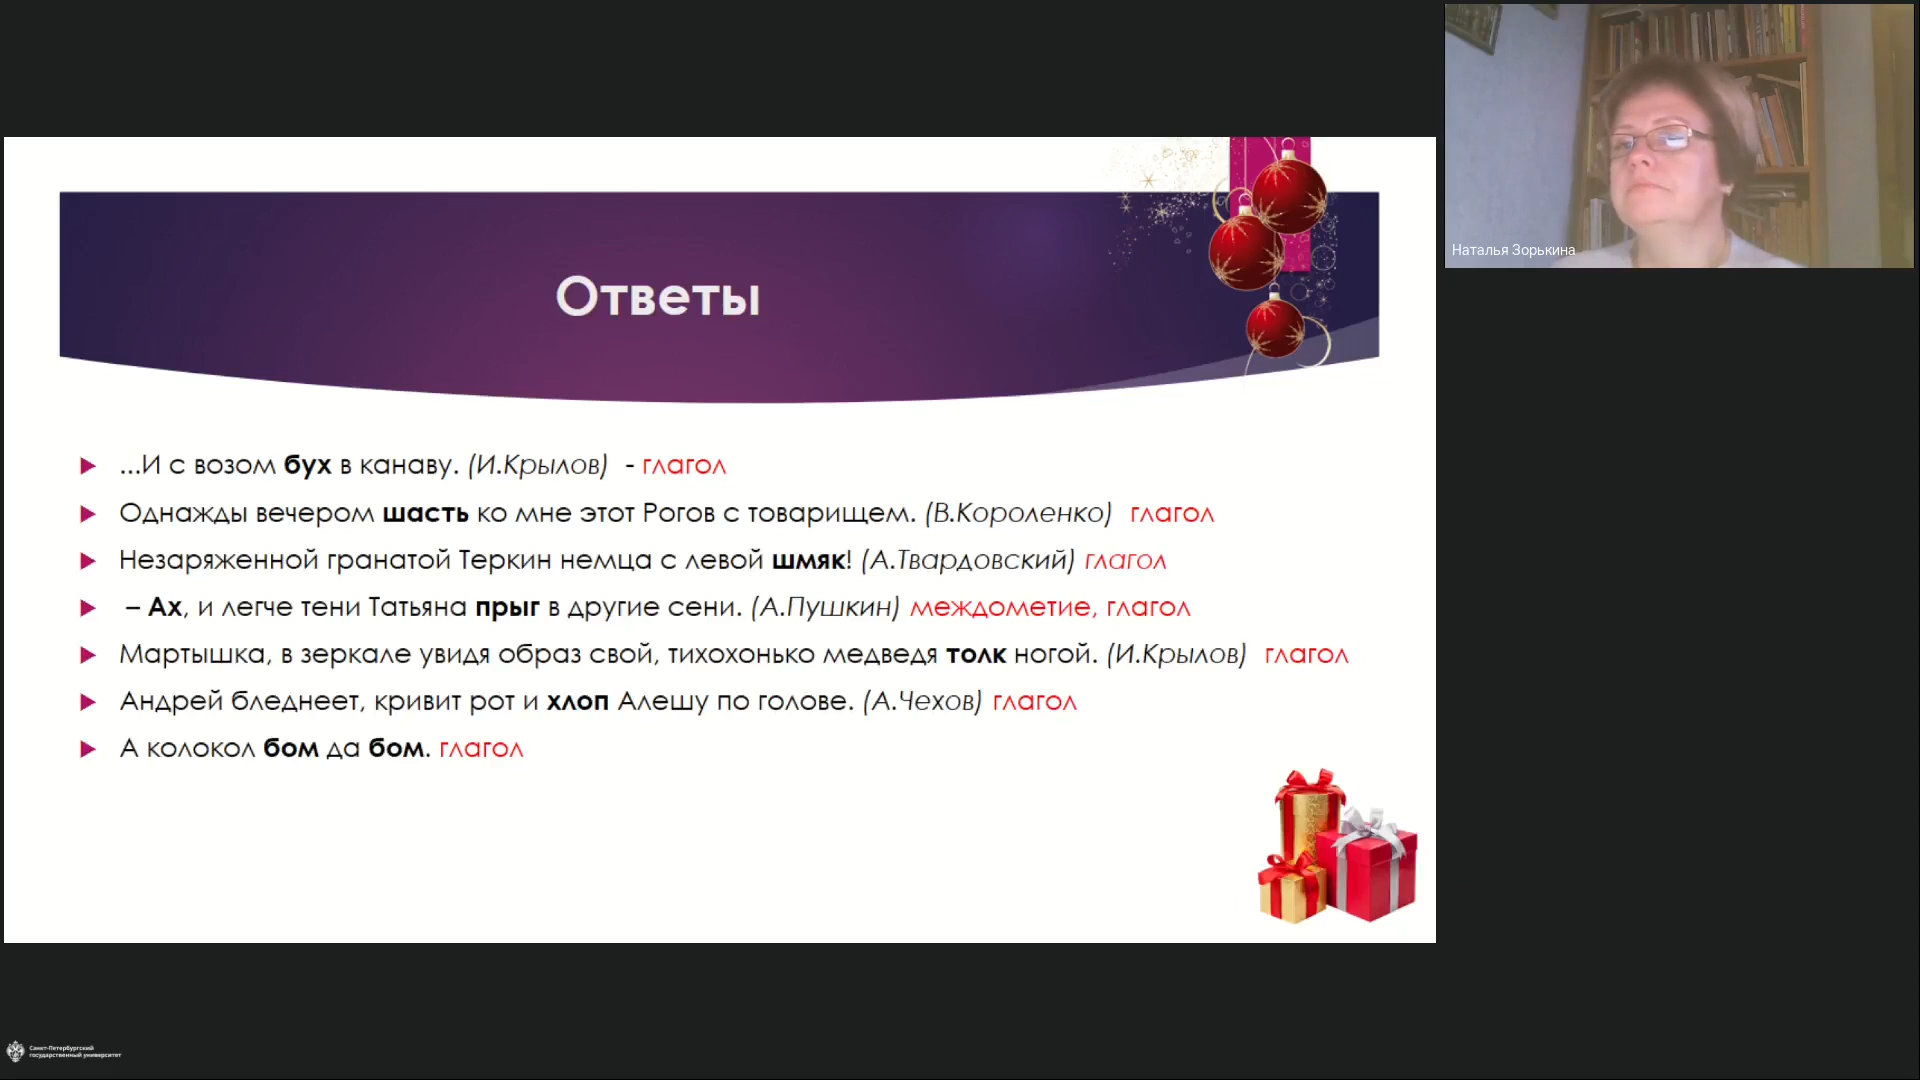 Наталья Зорькина
Ответы
...И с возом бух в канаву. (И.Крылов) - глагол
Однажды вечером шасть ко мне этот Рогов с товарищем. (В.Короленко) глагол
Незаряженной гранатой Теркин немца с левой шмяк! (А.Твардовский) глагол
– Ах, и легче тени Татьяна прыг в другие сени. (А.Пушкин) междометие, глагол
Мартышка, в зеркале увидя образ свой, тихохонько медведя толк ногой. (И.Крылов) глагол
Андрей бледнеет, кривит рот и хлоп Алешу по голове. (А.Чехов) глагол
А колокол бом да бом. глагол
Санкт-Петербургский
государственный университет